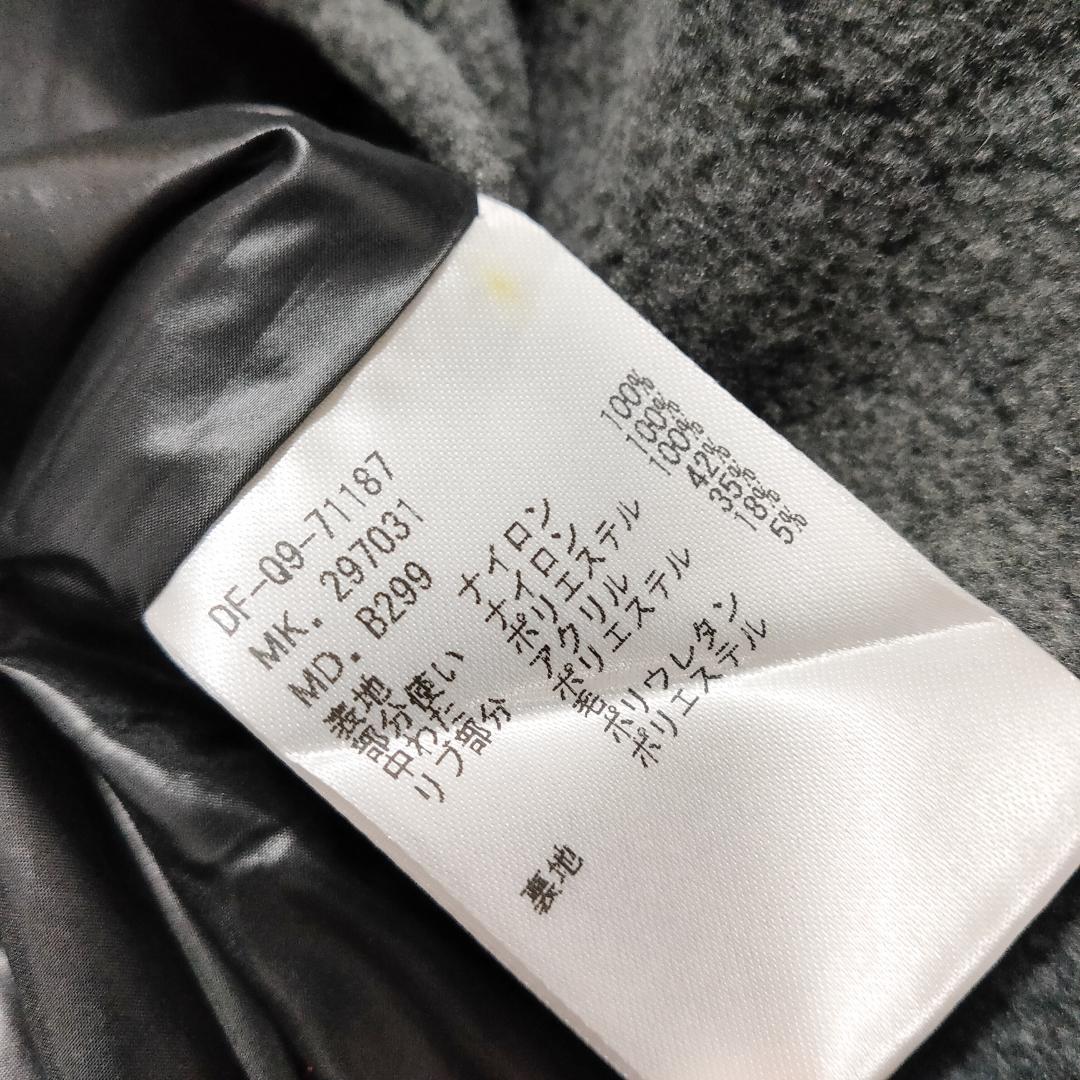 DF-Q9-71187
MK. 297031
MD. B299
表地 ナイロン 100%
部分使い ナイロン 100%
中わた ポリエステル 100%
リブ部分 アクリル 42%
ポリエステル 35%
毛 18%
ポリウレタン 5%
裏地 ポリエステル